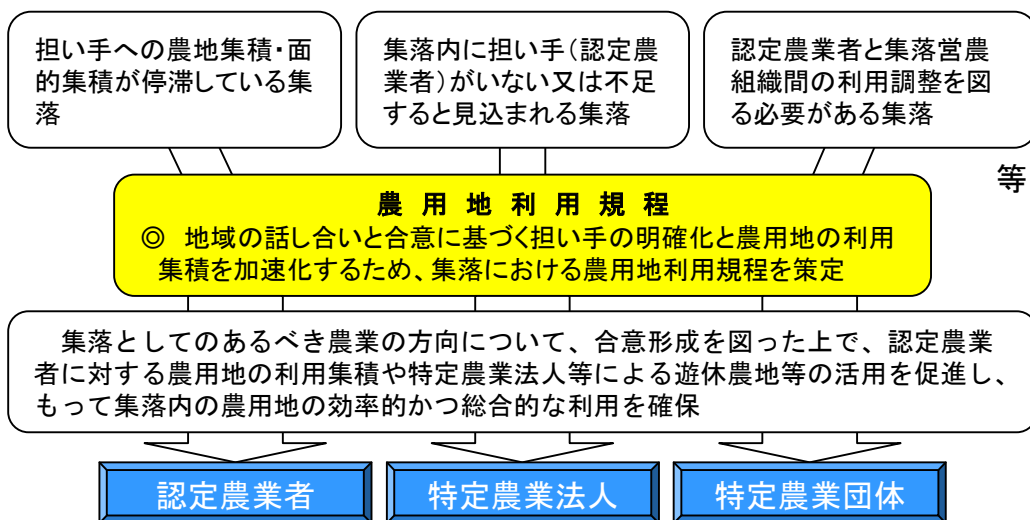 担い手への農地集積・面
的集積が停滞している集
落
集落内に担い手(認定農
業者)がいない又は不足
すると見込まれる集落
認定農業者と集落営農
組織間の利用調整を図
る必要がある集落
等
農用地利用規程
◎　地域の話し合いと合意に基づく担い手の明確化と農用地の利用
集積を加速化するため、集落における農用地利用規程を策定
集落としてのあるべき農業の方向について、合意形成を図った上で、認定農業
者に対する農用地の利用集積や特定農業法人等による遊休農地等の活用を促進し、
もって集落内の農用地の効率的かつ総合的な利用を確保
認定農業者
特定農業法人
特定農業団体